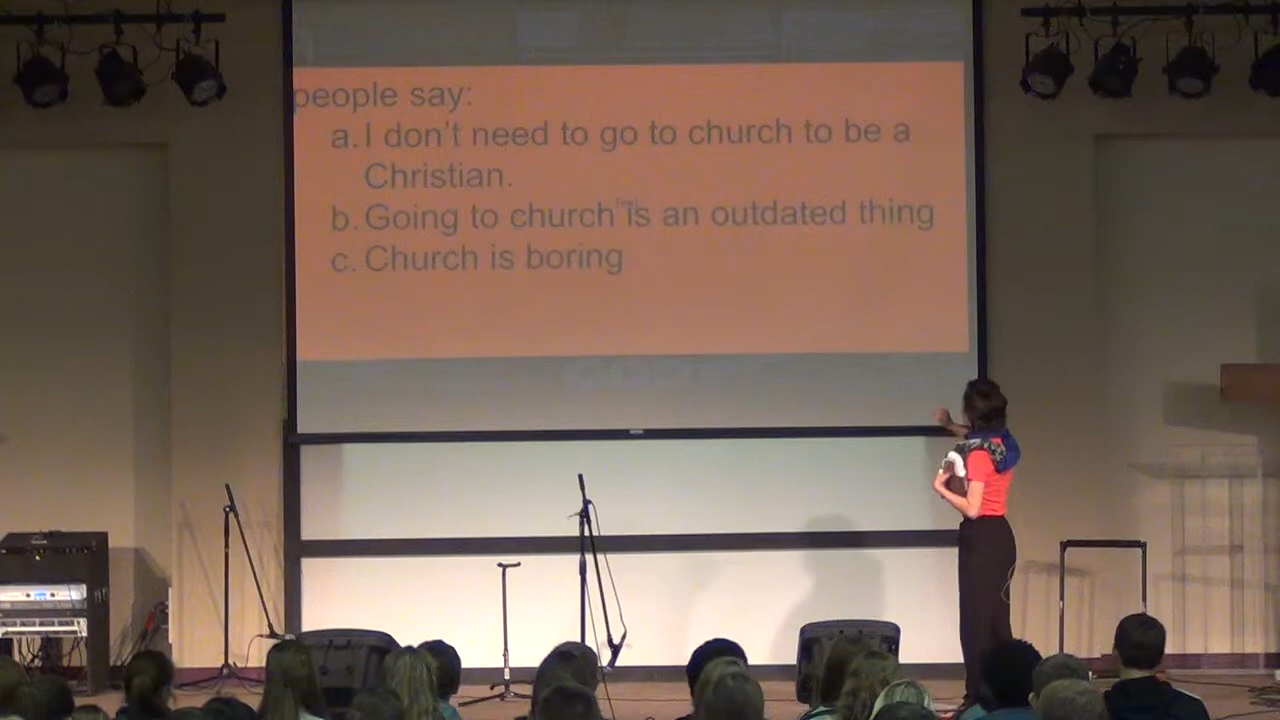 people say:
a. I don't need to go to church to be a
Christian.
b. Going to church is an outdated thing
c. Church is boring